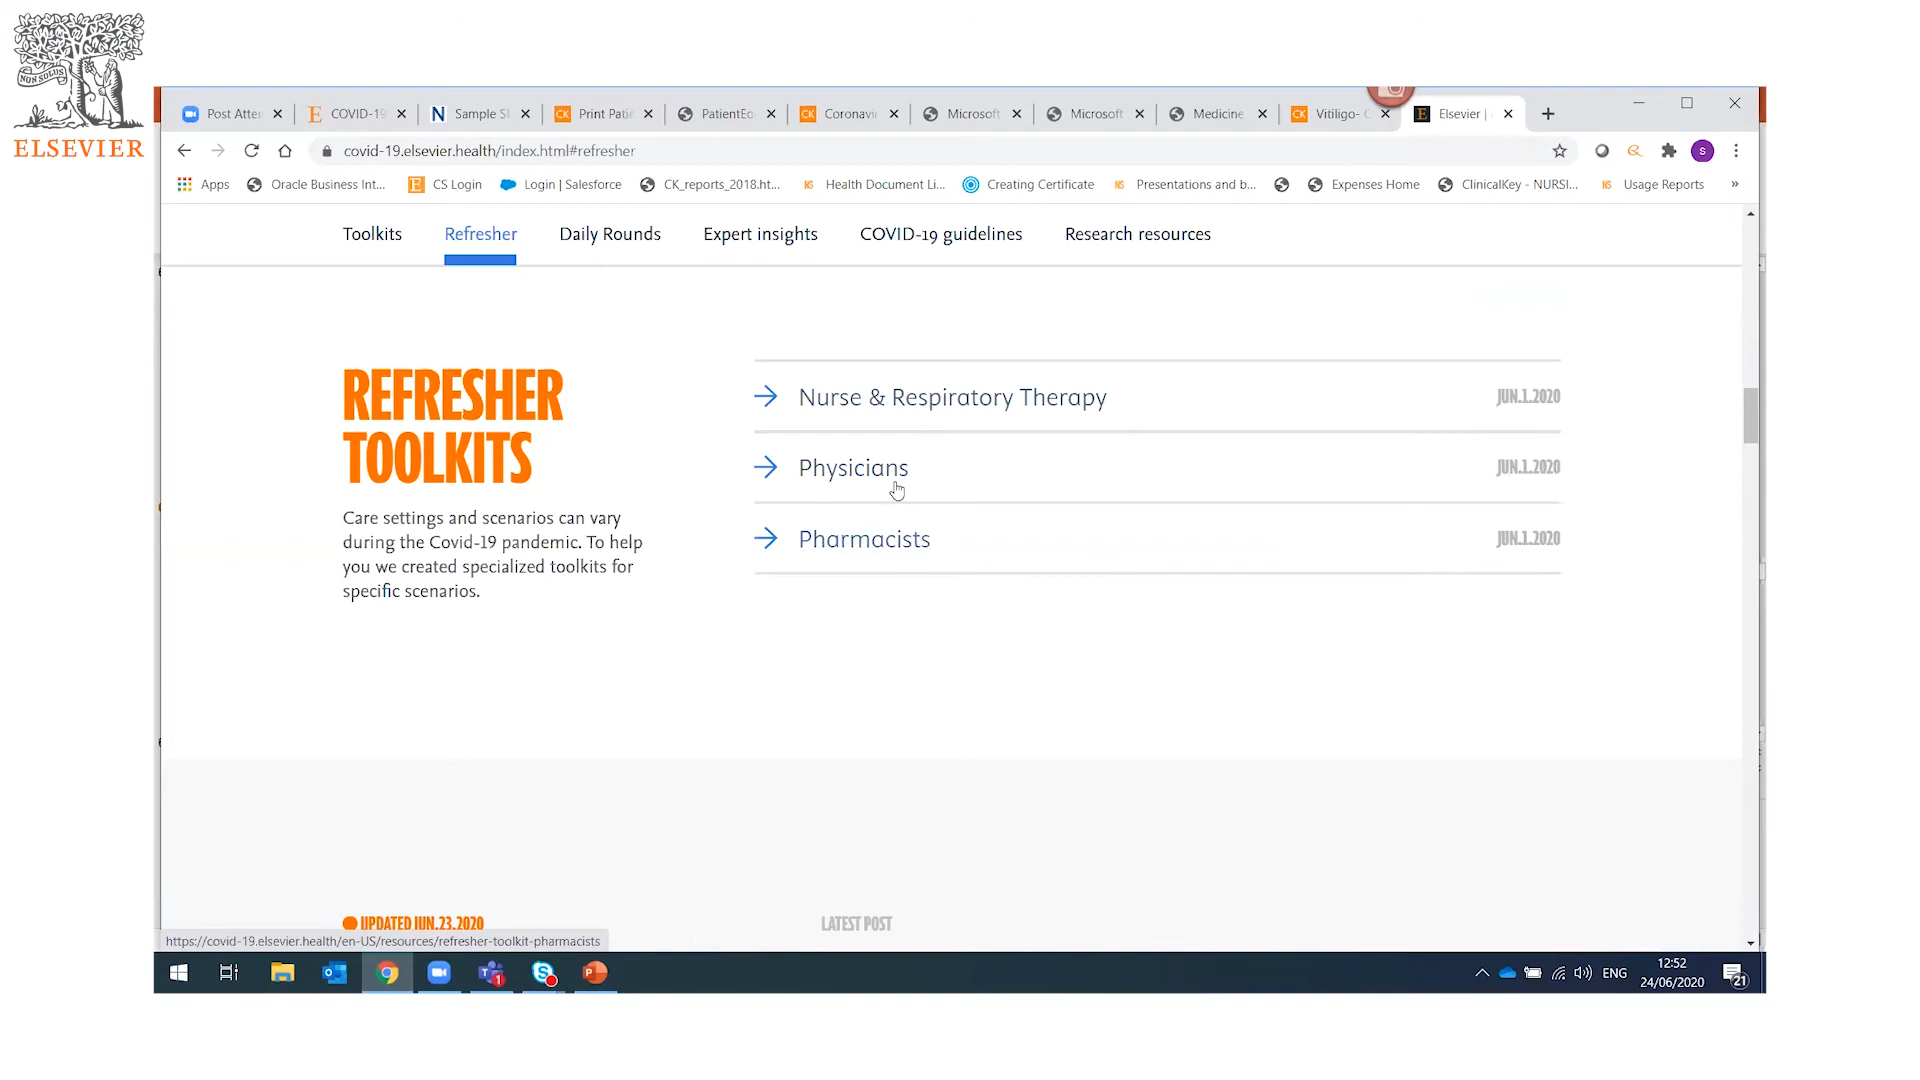 NON SOLUS
ELSEVIER
Post Atter
COVID-19
Sample Sl
Print Patie
PatientEd
Coronavir
Microsoft
Microsoft
Medicine
Vitiligo- C
Elsevier |
covid-19.elsevier.health/index.html#refresher
Apps
Oracle Business Int...
CS Login
Login | Salesforce
CK_reports_2018.ht...
Health Document Li...
Creating Certificate
Presentations and b...
Expenses Home
ClinicalKey - NURSI...
Usage Reports
»
Toolkits
Refresher
Daily Rounds
Expert insights
COVID-19 guidelines
Research resources
REFRESHER
TOOLKITS
Care settings and scenarios can vary
during the Covid-19 pandemic. To help
you we created specialized toolkits for
specific scenarios.
Nurse & Respiratory Therapy
JUN.1.2020
Physicians
JUN.1.2020
Pharmacists
JUN.1.2020
UPDATED JUN.23.2020
LATEST POST
https://covid-19.elsevier.health/en-US/resources/refresher-toolkit-pharmacists
ENG
12:52
24/06/2020
21